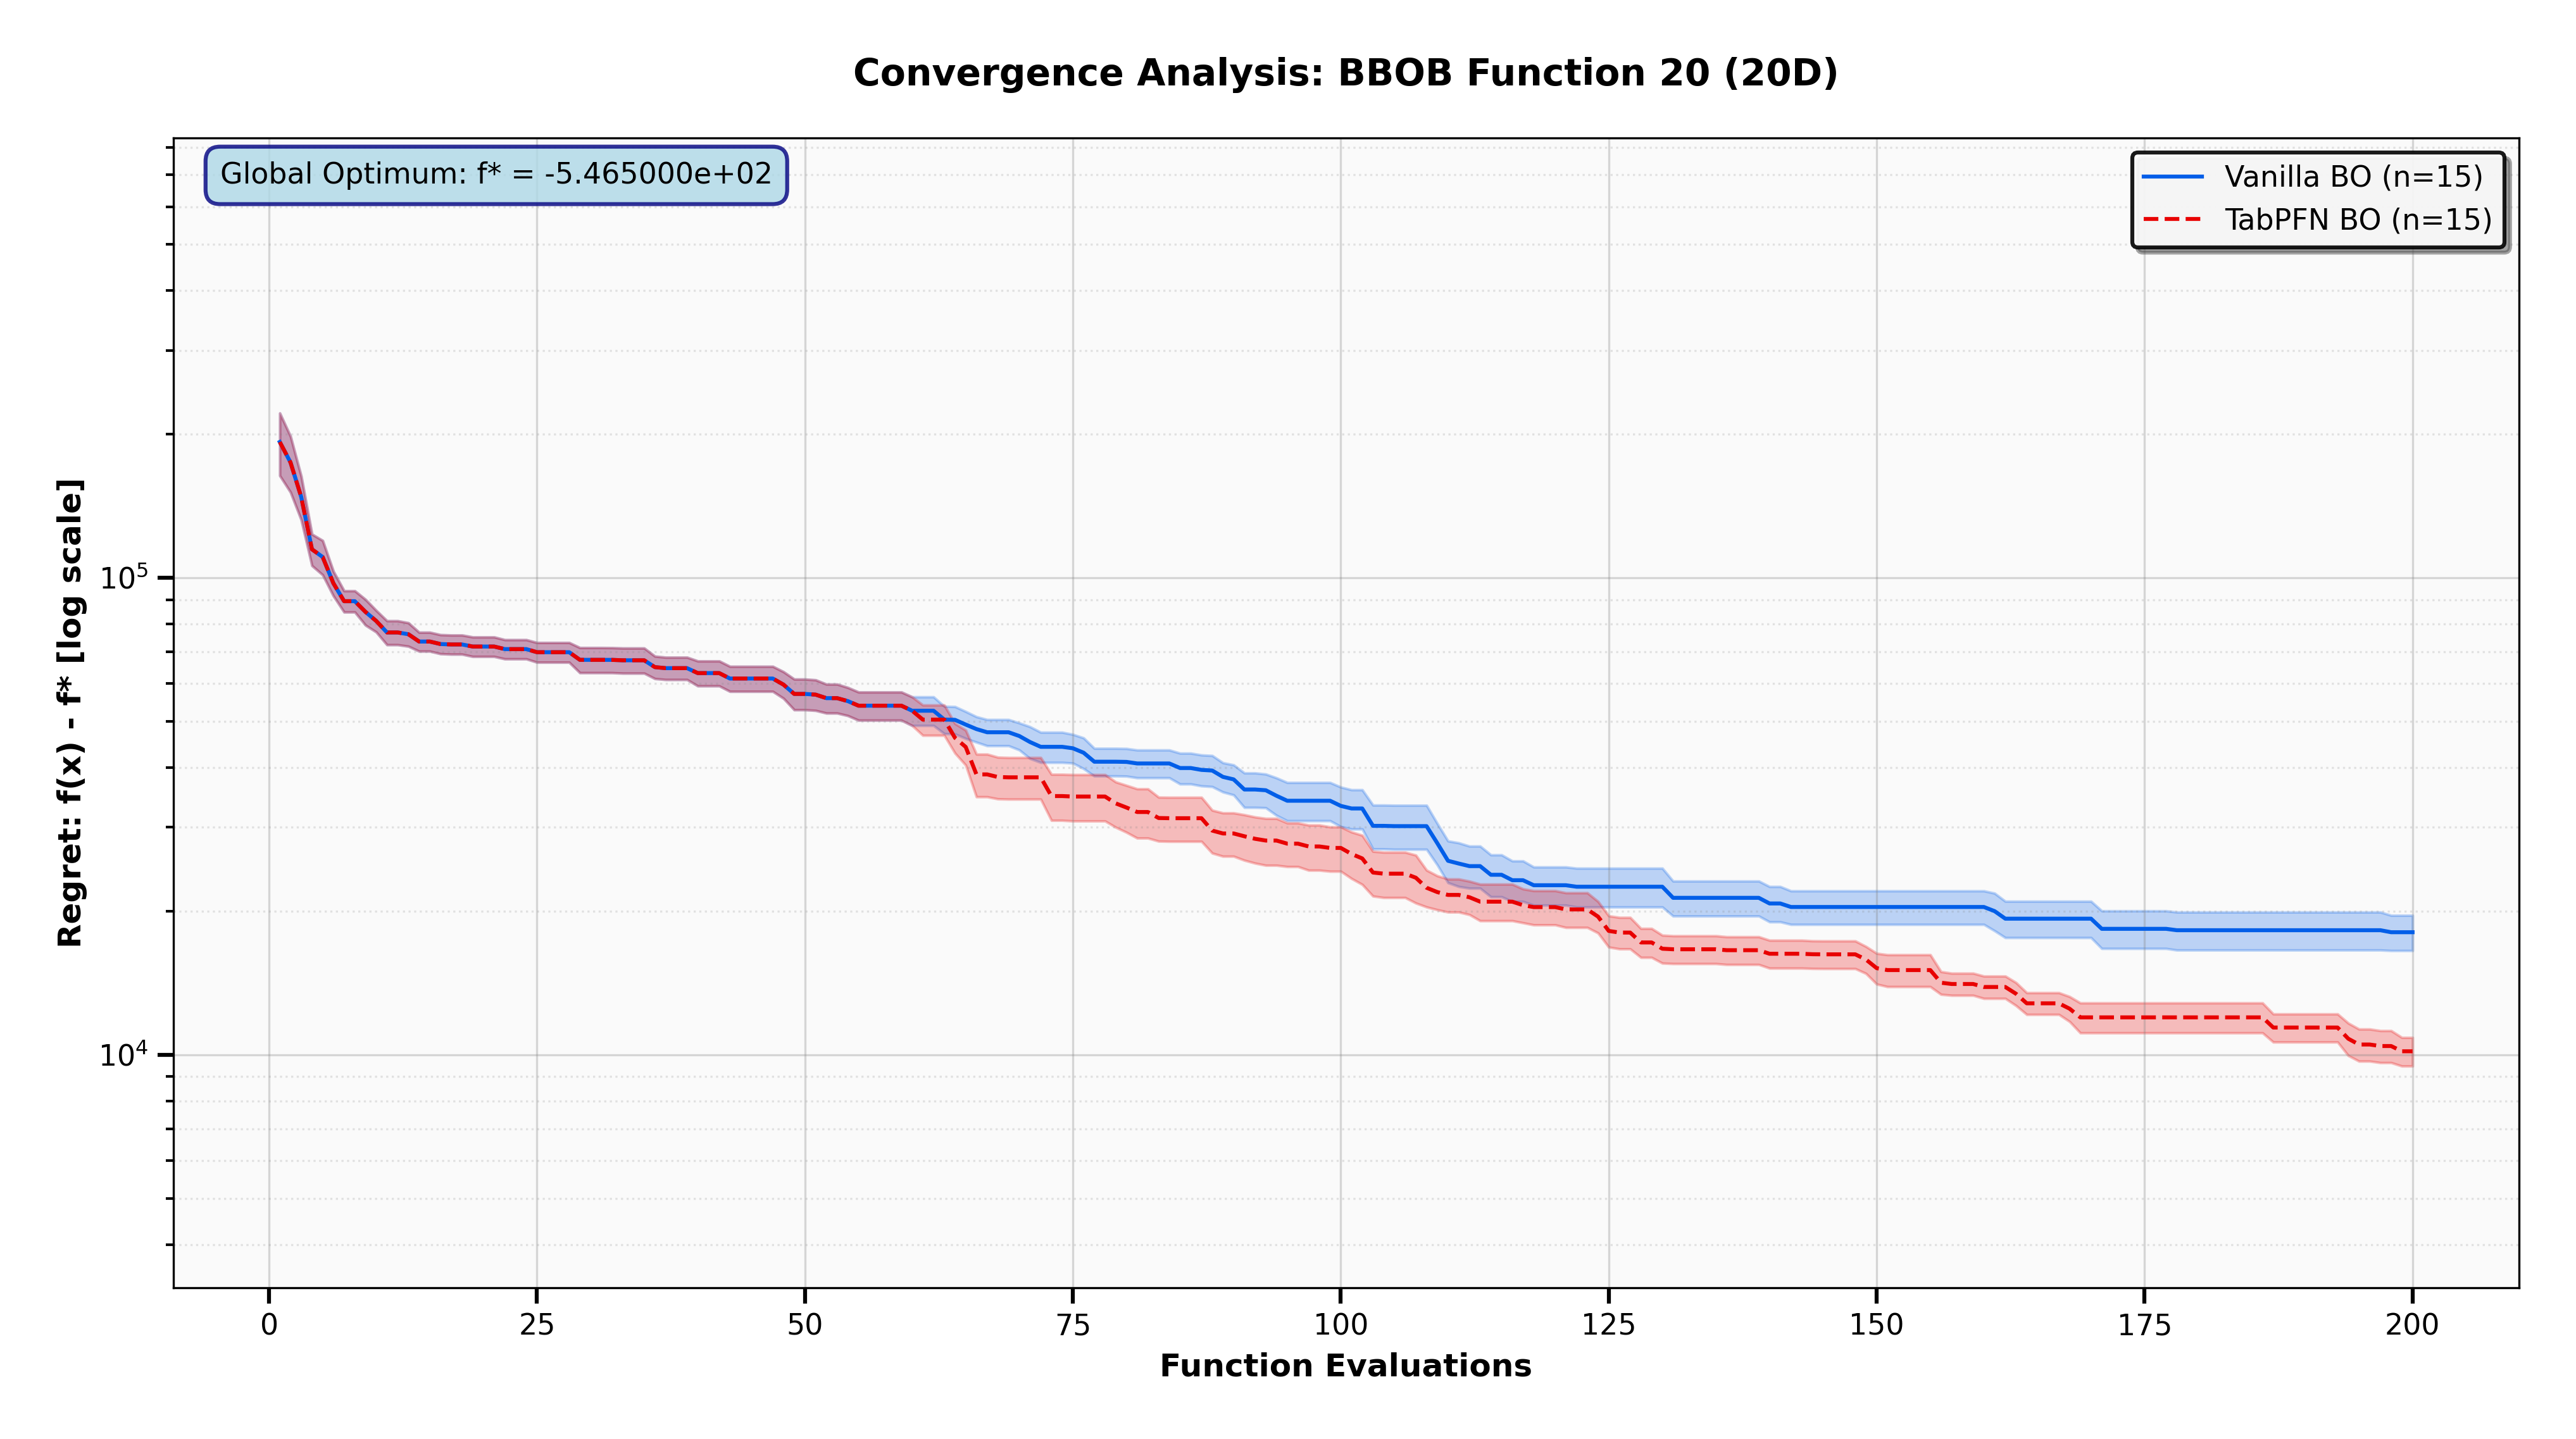 Convergence Analysis: BBOB Function 20 (20D)
Global Optimum: f* = -5.465000e+02
Vanilla BO (n=15)
TabPFN BO (n=15)
Regret: f(x) - f* [log scale]
10⁵
10⁴
0 25 50 75 100 125 150 175 200
Function Evaluations